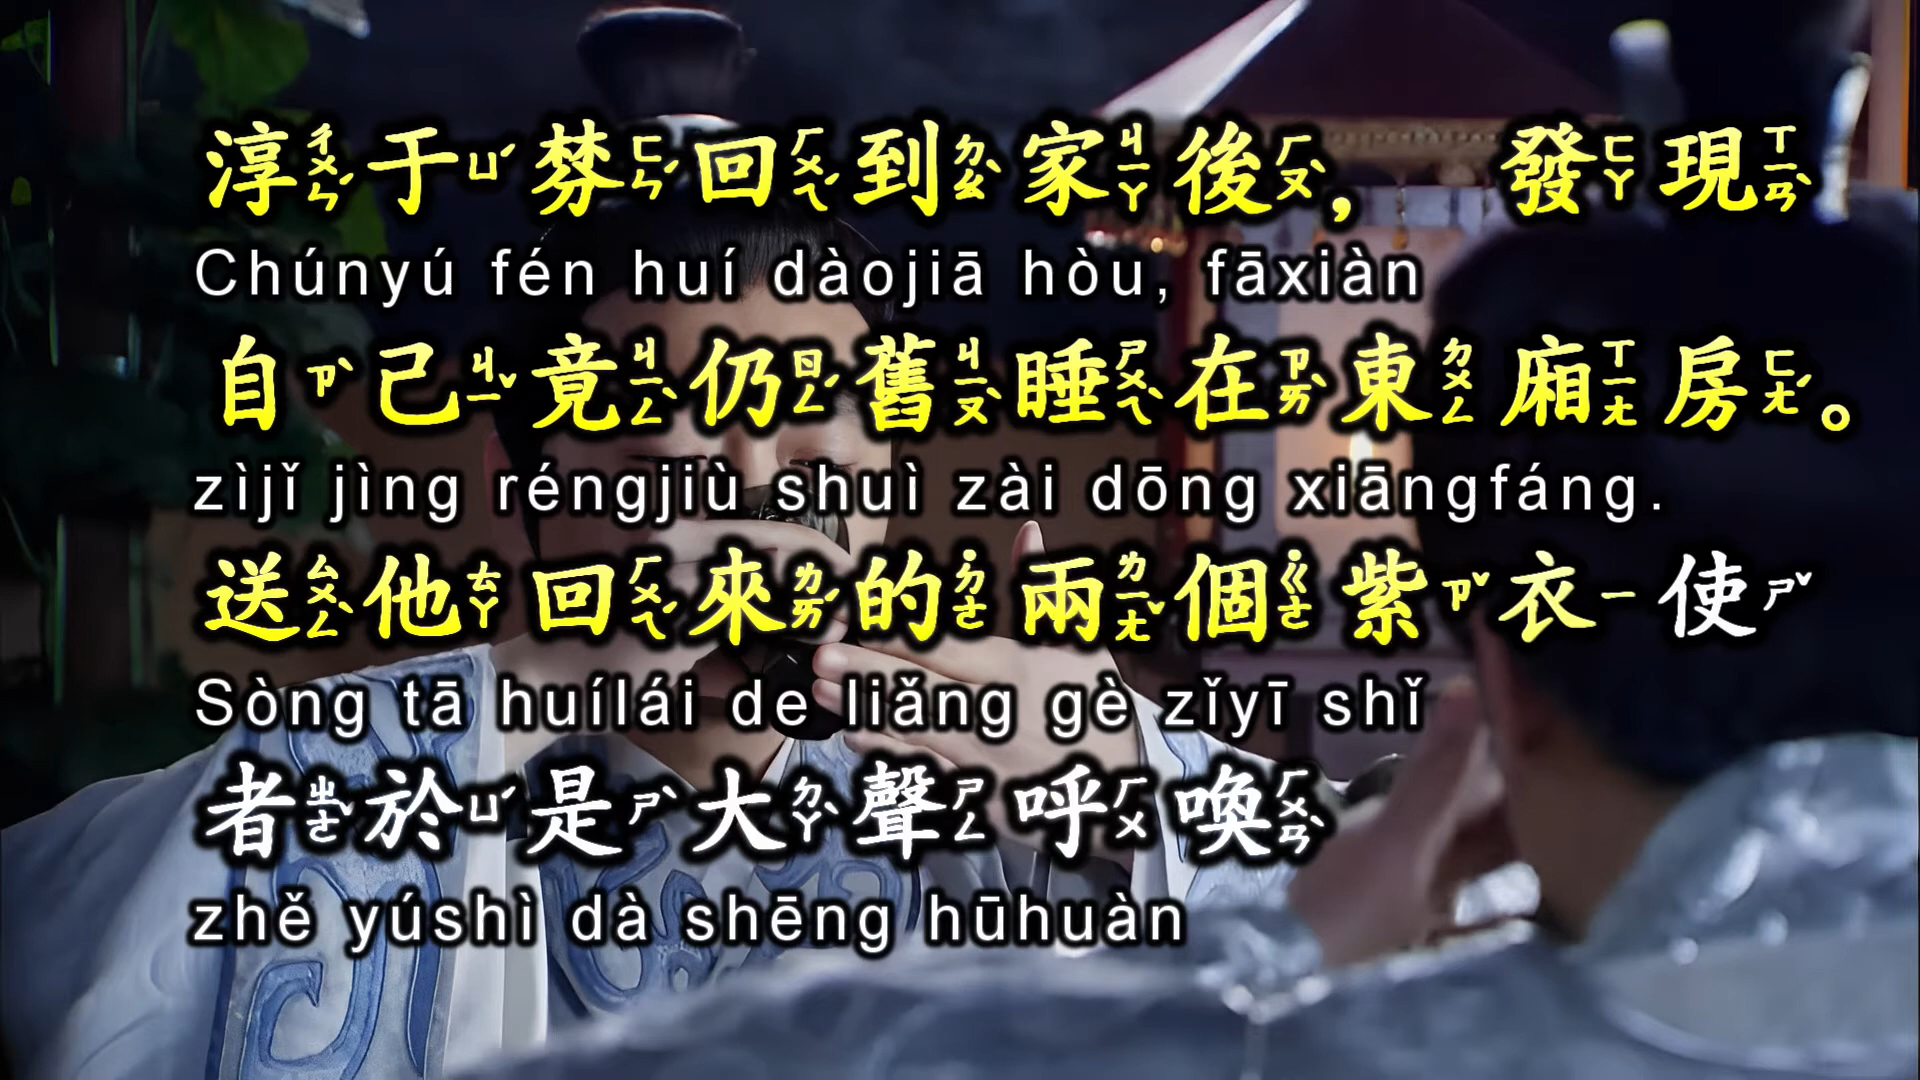 淳于棼回到家後，發現
Chúnyú fén huí dàojiā hòu, fāxiàn
自己竟仍舊睡在東廂房。
zìjǐ jìng réngjiù shuì zài dōng xiāngfáng.
送他回來的兩個紫衣使
Sòng tā huílái de liǎng gè zǐyī shǐ
者於是大聲呼喚
zhě yúshì dà shēng hūhuàn